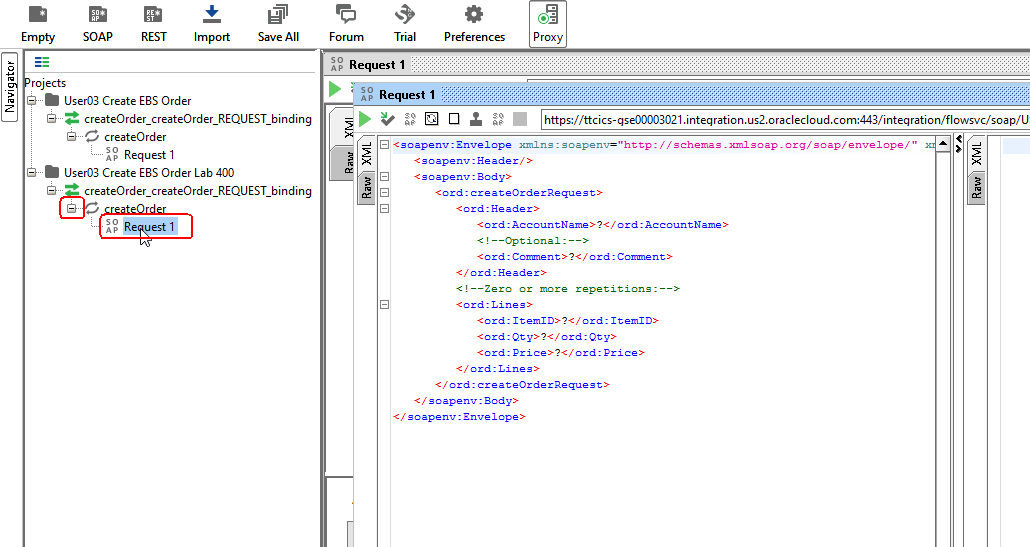 Empty SOAP REST Import Save All Forum Trial Preferences Proxy
Navigator
Projects
User03 Create EBS Order
createOrder_createOrder_REQUEST_binding
createOrder
Request 1
User03 Create EBS Order Lab 400
createOrder_createOrder_REQUEST_binding
createOrder
Request 1
Request 1
Request 1
https://ttcics-gse00003021.integration.us2.oraclecloud.com:443/integration/flowsvc/soap/U
XML
Raw
XML
Raw
<soapenv:Envelope xmlns:soapenv="http://schemas.xmlsoap.org/soap/envelope/"
<soapenv:Header/>
<soapenv:Body>
<ord:createOrderRequest>
<ord:Header>
<ord:AccountName>?</ord:AccountName>
<!--Optional:-->
<ord:Comment>?</ord:Comment>
</ord:Header>
<!--Zero or more repetitions:-->
<ord:Lines>
<ord:ItemID>?</ord:ItemID>
<ord:Qty>?</ord:Qty>
<ord:Price>?</ord:Price>
</ord:Lines>
</ord:createOrderRequest>
</soapenv:Body>
</soapenv:Envelope>
XML
Raw